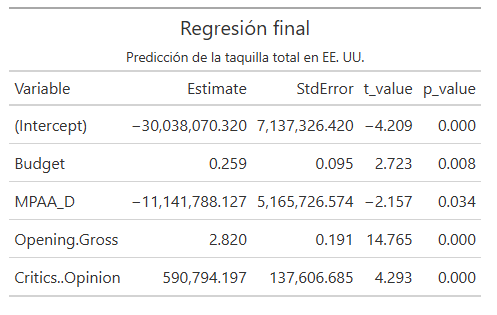 Regresión final
Predicción de la taquilla total en EE. UU.
Variable Estimate StdError t_value p_value
(Intercept) −30,038,070.320 7,137,326.420 −4.209 0.000
Budget 0.259 0.095 2.723 0.008
MPAA_D −11,141,788.127 5,165,726.574 −2.157 0.034
Opening.Gross 2.820 0.191 14.765 0.000
Critics..Opinion 590,794.197 137,606.685 4.293 0.000